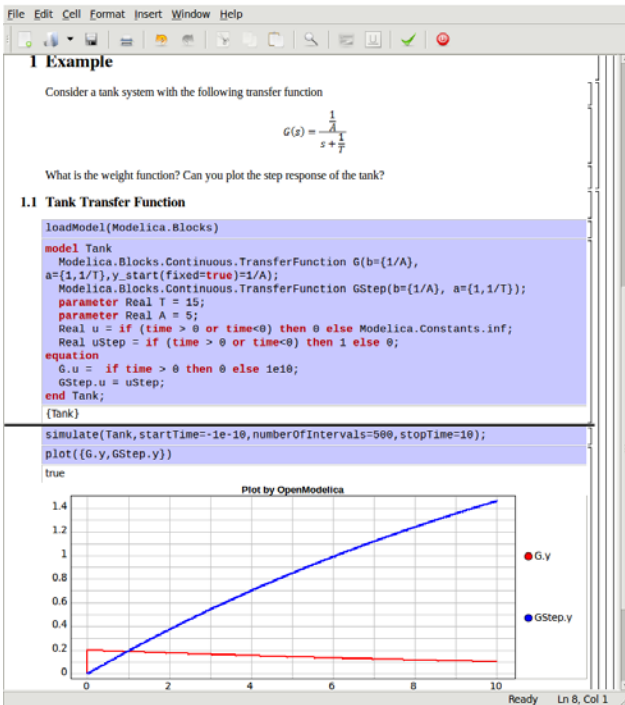 File Edit Cell Format Insert Window Help
1 Example
Consider a tank system with the following transfer function
G(s) = \frac{\frac{1}{A}}{s + \frac{1}{T}}
What is the weight function? Can you plot the step response of the tank?
1.1 Tank Transfer Function
loadModel(Modelica.Blocks)
model Tank
Modelica.Blocks.Continuous.TransferFunction G(b={1/A},
a={1,1/T},y_start(fixed=true)=1/A);
Modelica.Blocks.Continuous.TransferFunction GStep(b={1/A}, a={1,1/T});
parameter Real T = 15;
parameter Real A = 5;
Real u = if (time > 0 or time<0) then 0 else Modelica.Constants.inf;
Real uStep = if (time > 0 or time<0) then 1 else 0;
equation
G.u = if time > 0 then 0 else 1e10;
GStep.u = uStep;
end Tank;
{Tank}
simulate(Tank,startTime=-1e-10,numberOfIntervals=500,stopTime=10);
plot({G.y,GStep.y})
true
Plot by OpenModelica
1.4
1.2
1
0.8
0.6
0.4
0.2
0
G.y
GStep.y
0 2 4 6 8 10
Ready Ln 8, Col 1